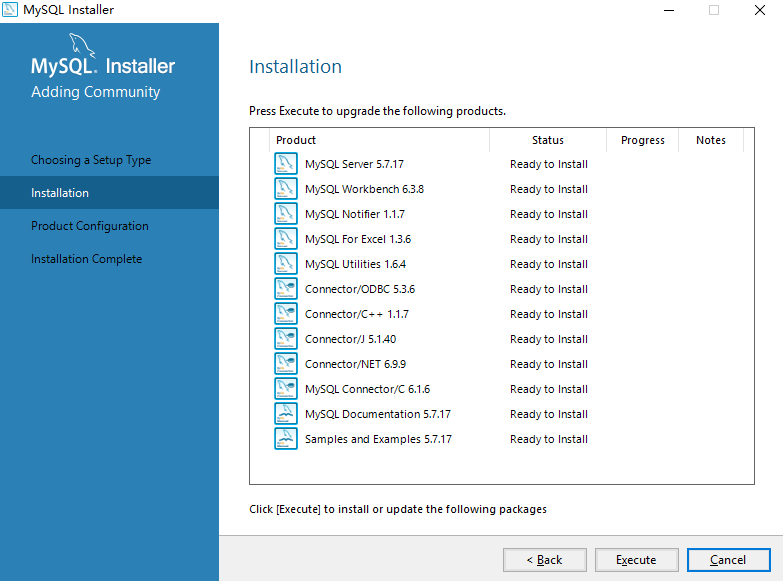 MySQL Installer
MySQL. Installer
Adding Community
Choosing a Setup Type
Installation
Product Configuration
Installation Complete
Installation
Press Execute to upgrade the following products.
Product Status Progress Notes
MySQL Server 5.7.17 Ready to Install
MySQL Workbench 6.3.8 Ready to Install
MySQL Notifier 1.1.7 Ready to Install
MySQL For Excel 1.3.6 Ready to Install
MySQL Utilities 1.6.4 Ready to Install
Connector/ODBC 5.3.6 Ready to Install
Connector/C++ 1.1.7 Ready to Install
Connector/J 5.1.40 Ready to Install
Connector/NET 6.9.9 Ready to Install
MySQL Connector/C 6.1.6 Ready to Install
MySQL Documentation 5.7.17 Ready to Install
Samples and Examples 5.7.17 Ready to Install
Click [Execute] to install or update the following packages
< Back Execute Cancel